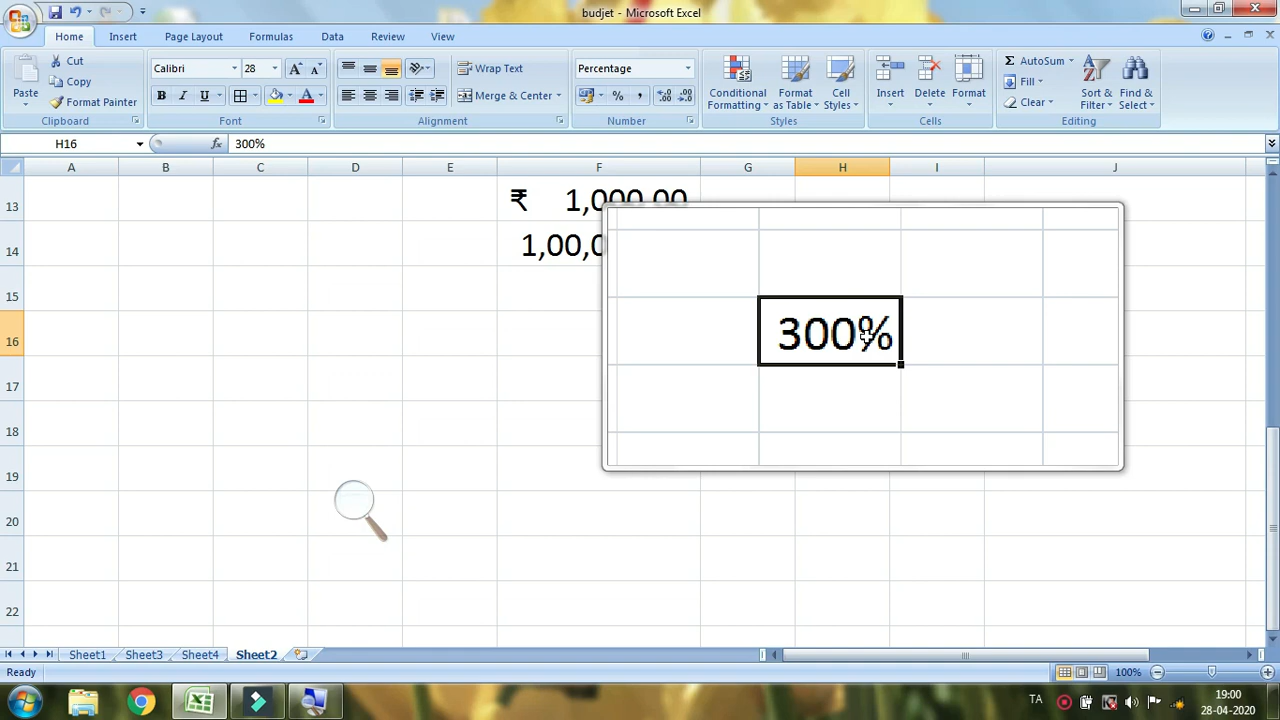 budjet - Microsoft Excel
Home Insert Page Layout Formulas Data Review View
Paste
Cut
Copy
Format Painter
Clipboard
Calibri 28
B I U
Font
Wrap Text
Merge & Center
Alignment
Percentage
%
Number
Conditional Formatting
Format as Table
Cell Styles
Styles
Insert Delete Format
Cells
Σ AutoSum
Fill
Clear
Sort & Filter
Find & Select
Editing
H16 fx 300%
A B C D E F G H I J
13 ₹ 1,000.00
14 1,00,0
15
16 300%
17
18
19
20
21
22
Sheet1 Sheet3 Sheet4 Sheet2
Ready 100%
TA 19:00
28-04-2020